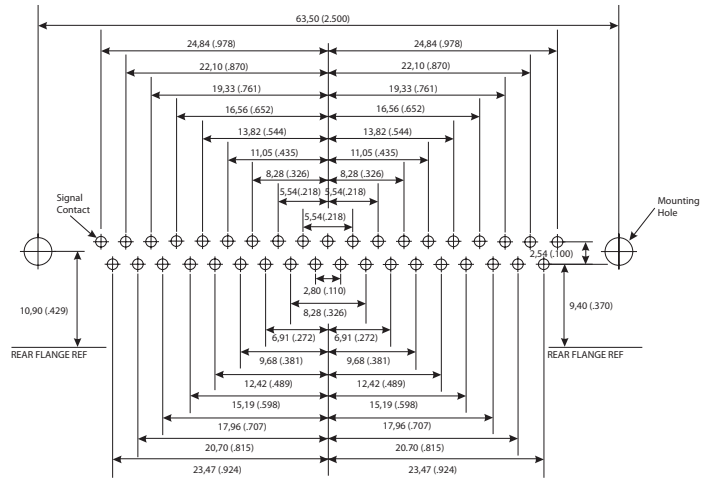 63,50 (2.500)
24,84 (.978) 24,84 (.978)
22,10 (.870) 22,10 (.870)
19,33 (.761) 19,33 (.761)
16,56 (.652) 16,56 (.652)
13,82 (.544) 13,82 (.544)
11,05 (.435) 11,05 (.435)
8,28 (.326) 8,28 (.326)
5,54(.218) 5,54(.218)
5,54(.218)
Signal
Contact
Mounting
Hole
2,54 (.100)
2,80 (.110)
10,90 (.429)
9,40 (.370)
8,28 (.326)
6,91 (.272) 6,91 (.272)
REAR FLANGE REF
REAR FLANGE REF
9,68 (.381) 9,68 (.381)
12,42 (.489) 12,42 (.489)
15,19 (.598) 15,19 (.598)
17,96 (.707) 17,96 (.707)
20,70 (.815) 20.70 (.815)
23,47 (.924) 23,47 (.924)